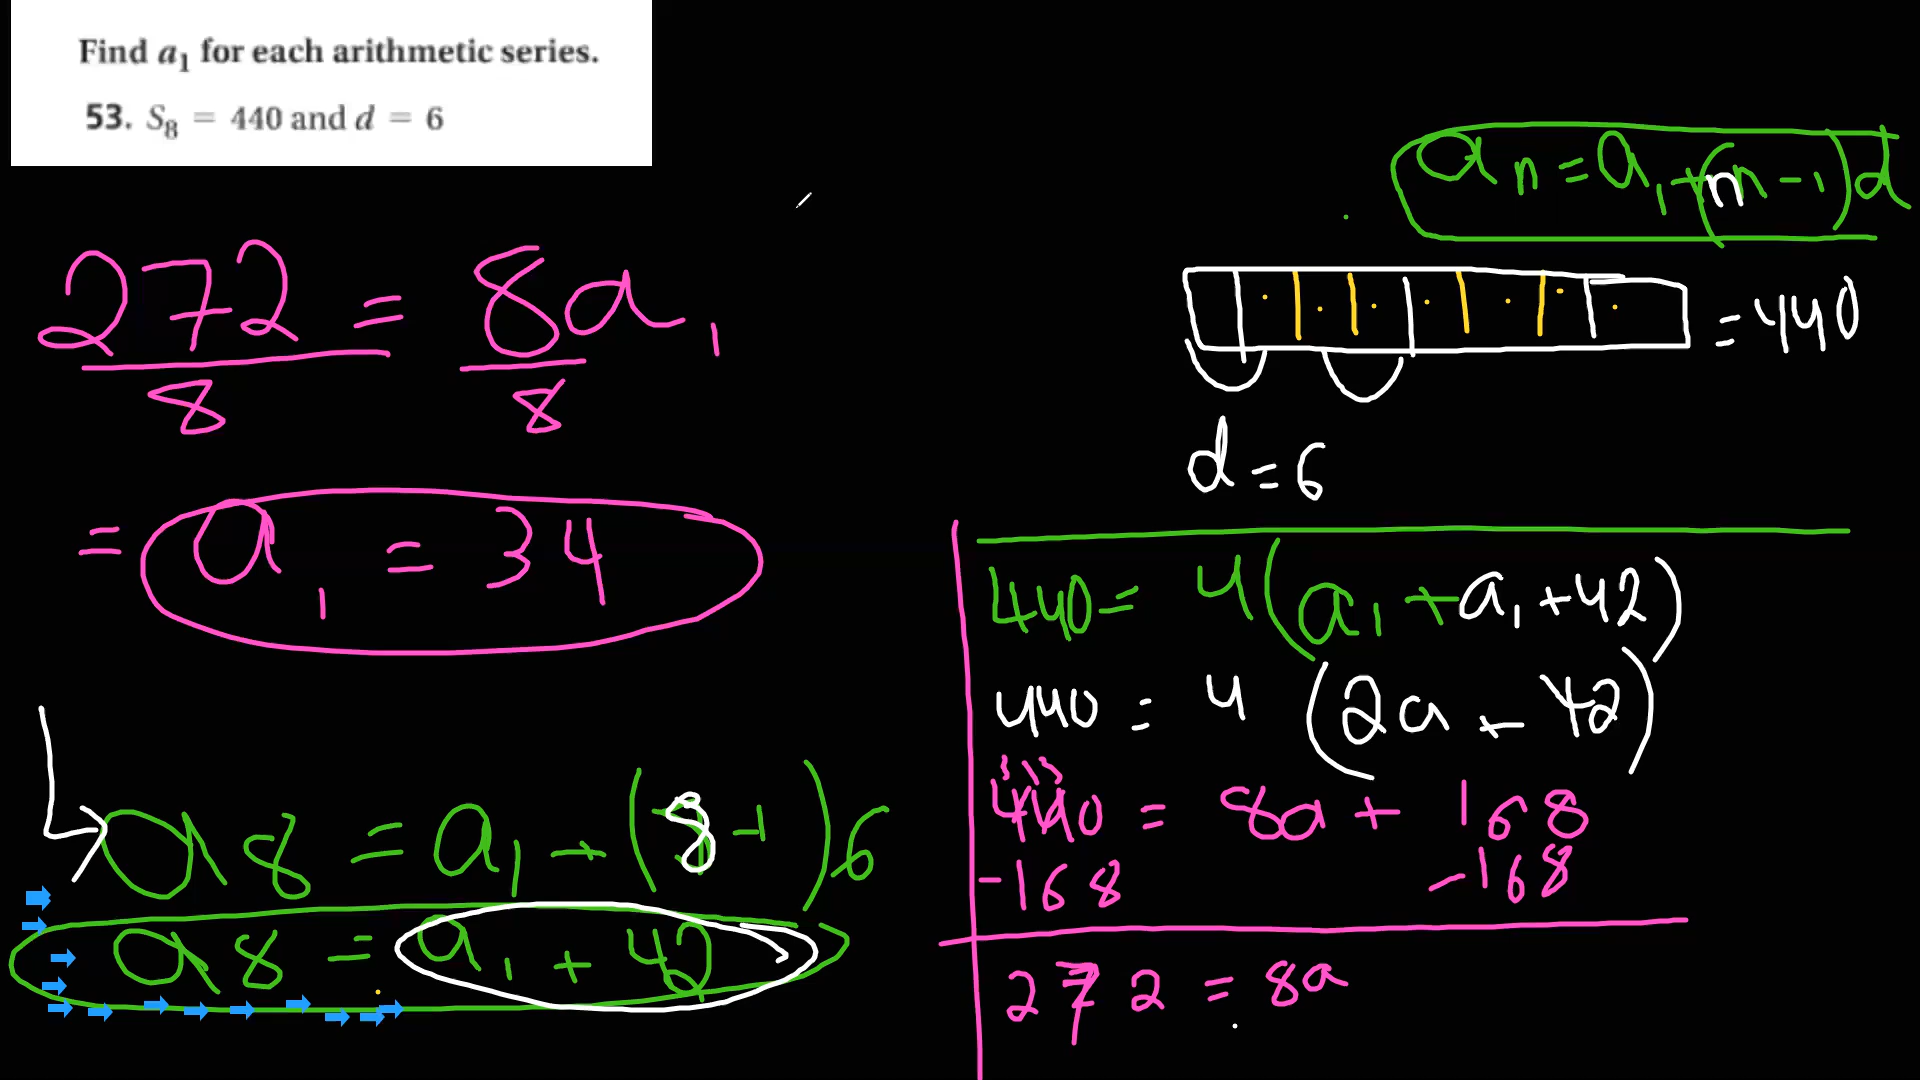 Find a₁ for each arithmetic series.
53. S₈ = 440 and d = 6
aₙ = a₁ + (n - 1)d
= 440
d = 6
272 = 8a₁
8 8
= a₁ = 34
440 = 4(a₁ + a₁ + 42)
440 = 4 (2a + 42)
440 = 8a + 168
-168 -168
272 = 8a
a8 = a₁ + (8 - 1)6
a8 = a₁ + 42